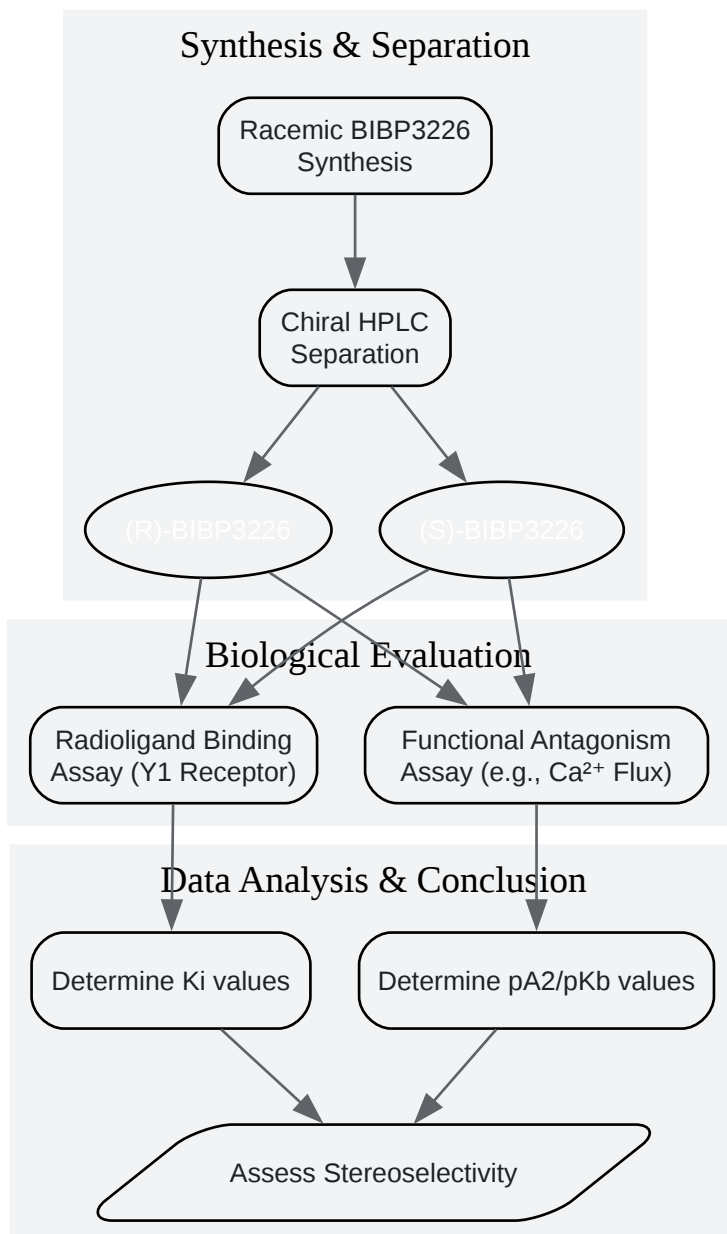 Synthesis & Separation
Racemic BIBP3226
Synthesis
Chiral HPLC
Separation
(R)-BIBP3226
(S)-BIBP3226
Biological Evaluation
Radioligand Binding
Assay (Y1 Receptor)
Functional Antagonism
Assay (e.g., Ca²⁺ Flux)
Data Analysis & Conclusion
Determine Ki values
Determine pA2/pKb values
Assess Stereoselectivity